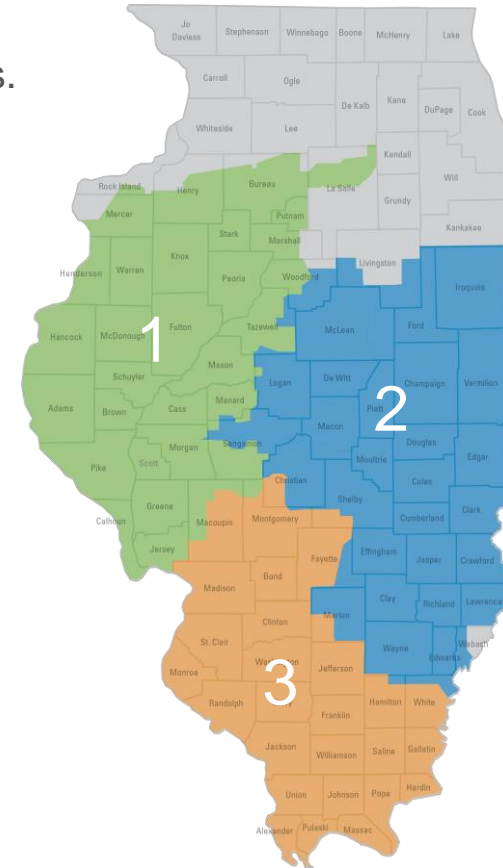 s.
Jo
Daviess
Stephenson
Winnebago
Boone
McHenry
Lake
Carroll
Ogle
De Kalb
Kane
DuPage
Cook
Whiteside
Lee
Rock Island
Henry
Bureau
La Salle
Kendall
Will
Grundy
Mercer
Putnam
Stark
Marshall
Kankakee
Livingston
Henderson
Warren
Knox
Peoria
Woodford
Iroquois
Hancock
McDonough
1
Fulton
Tazewell
McLean
Ford
Mason
Schuyler
Logan
De Witt
Champaign
Vermilion
Adams
Brown
Cass
Menard
Piatt
2
Macon
Sangamon
Morgan
Scott
Douglas
Moultrie
Edgar
Pike
Christian
Coles
Shelby
Greene
Calhoun
Macoupin
Montgomery
Cumberland
Clark
Jersey
Fayette
Effingham
Jasper
Crawford
Madison
Bond
Clay
Richland
Lawrence
Marion
Clinton
St. Clair
Wayne
Edwards
Wabash
Monroe
3
Jefferson
Randolph
Hamilton
White
Franklin
Jackson
Williamson
Saline
Gallatin
Union
Johnson
Pope
Hardin
Alexander
Pulaski
Massac